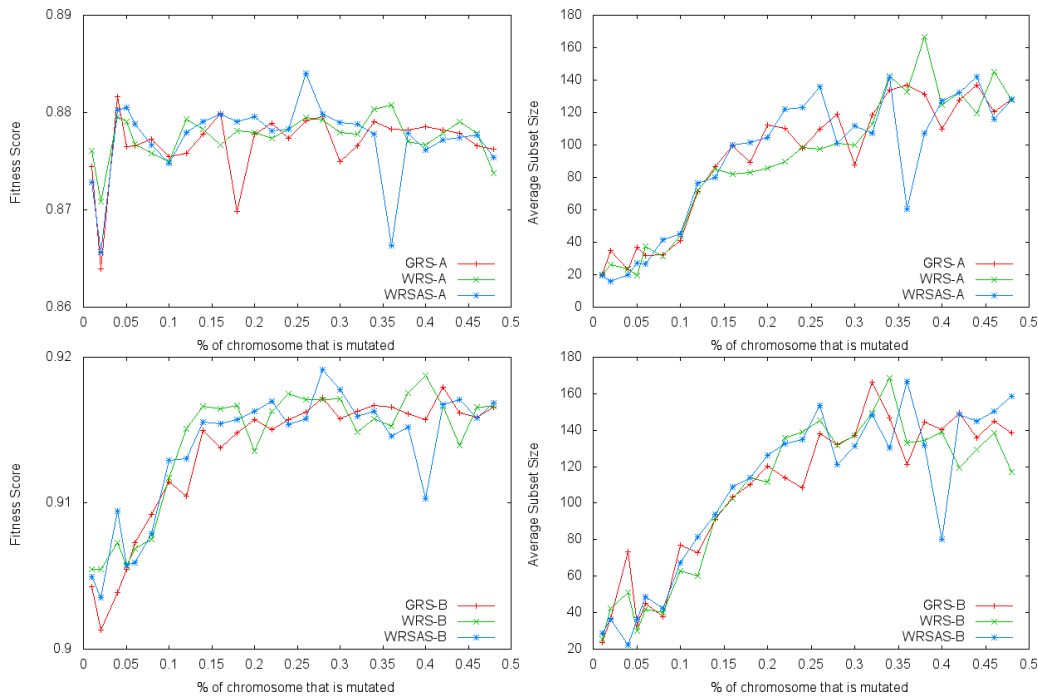 Fitness Score
0.89
0.88
0.87
0.86
GRS-A
WRS-A
WRSAS-A
0 0.05 0.1 0.15 0.2 0.25 0.3 0.35 0.4 0.45 0.5
% of chromosome that is mutated
Average Subset Size
180
160
140
120
100
80
60
40
20
0
GRS-A
WRS-A
WRSAS-A
0 0.05 0.1 0.15 0.2 0.25 0.3 0.35 0.4 0.45 0.5
% of chromosome that is mutated
Fitness Score
0.92
0.91
0.9
GRS-B
WRS-B
WRSAS-B
0 0.05 0.1 0.15 0.2 0.25 0.3 0.35 0.4 0.45 0.5
% of chromosome that is mutated
Average Subset Size
180
160
140
120
100
80
60
40
20
GRS-B
WRS-B
WRSAS-B
0 0.05 0.1 0.15 0.2 0.25 0.3 0.35 0.4 0.45 0.5
% of chromosome that is mutated